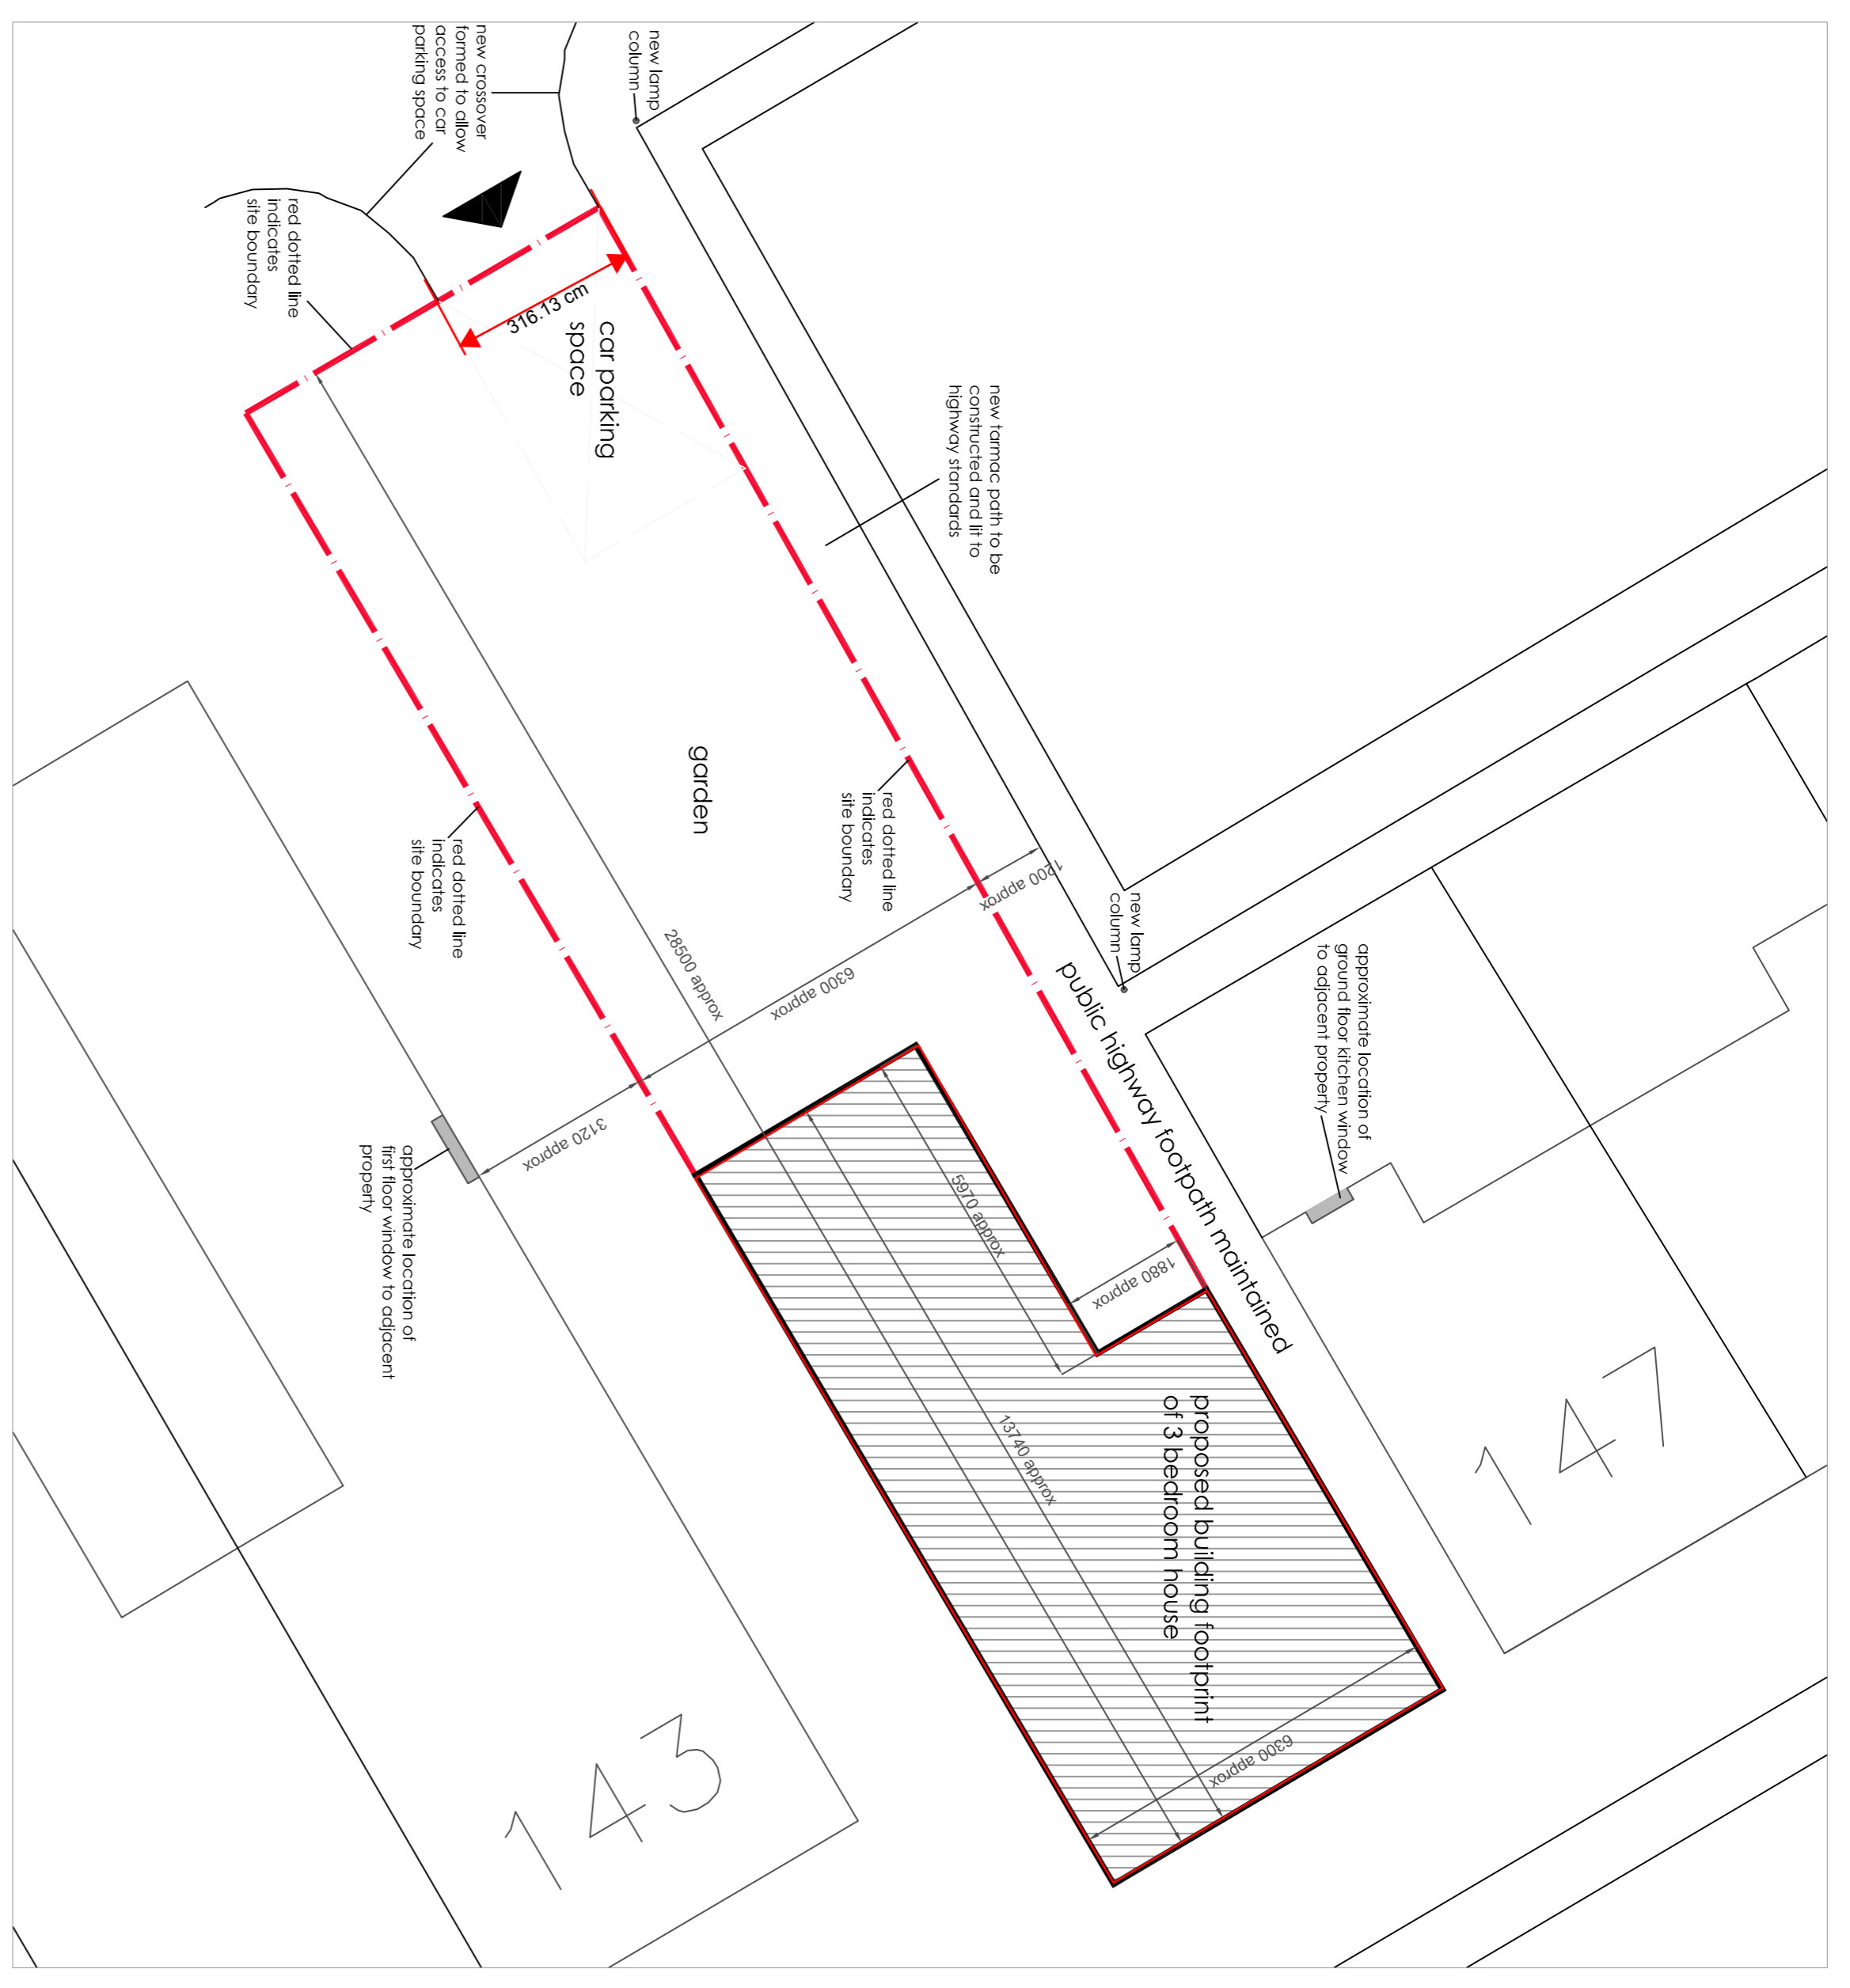 new lamp
column
new crossover
formed to allow
access to car
parking space
red dotted line
indicates
site boundary
316.13 cm
car parking
space
new tarmac path to be
constructed and lit to
highway standards
garden
red dotted line
indicates
site boundary
red dotted line
indicates
site boundary
1200 approx
6300 approx
28500 approx
3120 approx
new lamp
column
public highway footpath maintained
approximate location of
ground floor kitchen window
to adjacent property
approximate location of
first floor window to adjacent
property
5970 approx
1880 approx
13740 approx
proposed building footprint
of 3 bedroom house
6300 approx
147
143